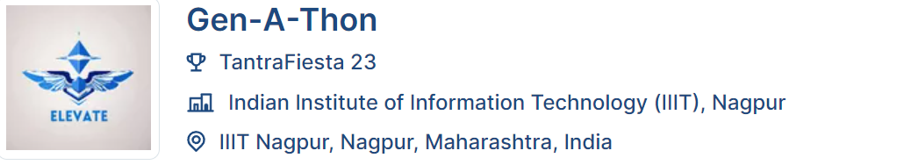 Gen-A-Thon
TantraFiesta 23
Indian Institute of Information Technology (IIIT), Nagpur
IIIT Nagpur, Nagpur, Maharashtra, India
ELEVATE